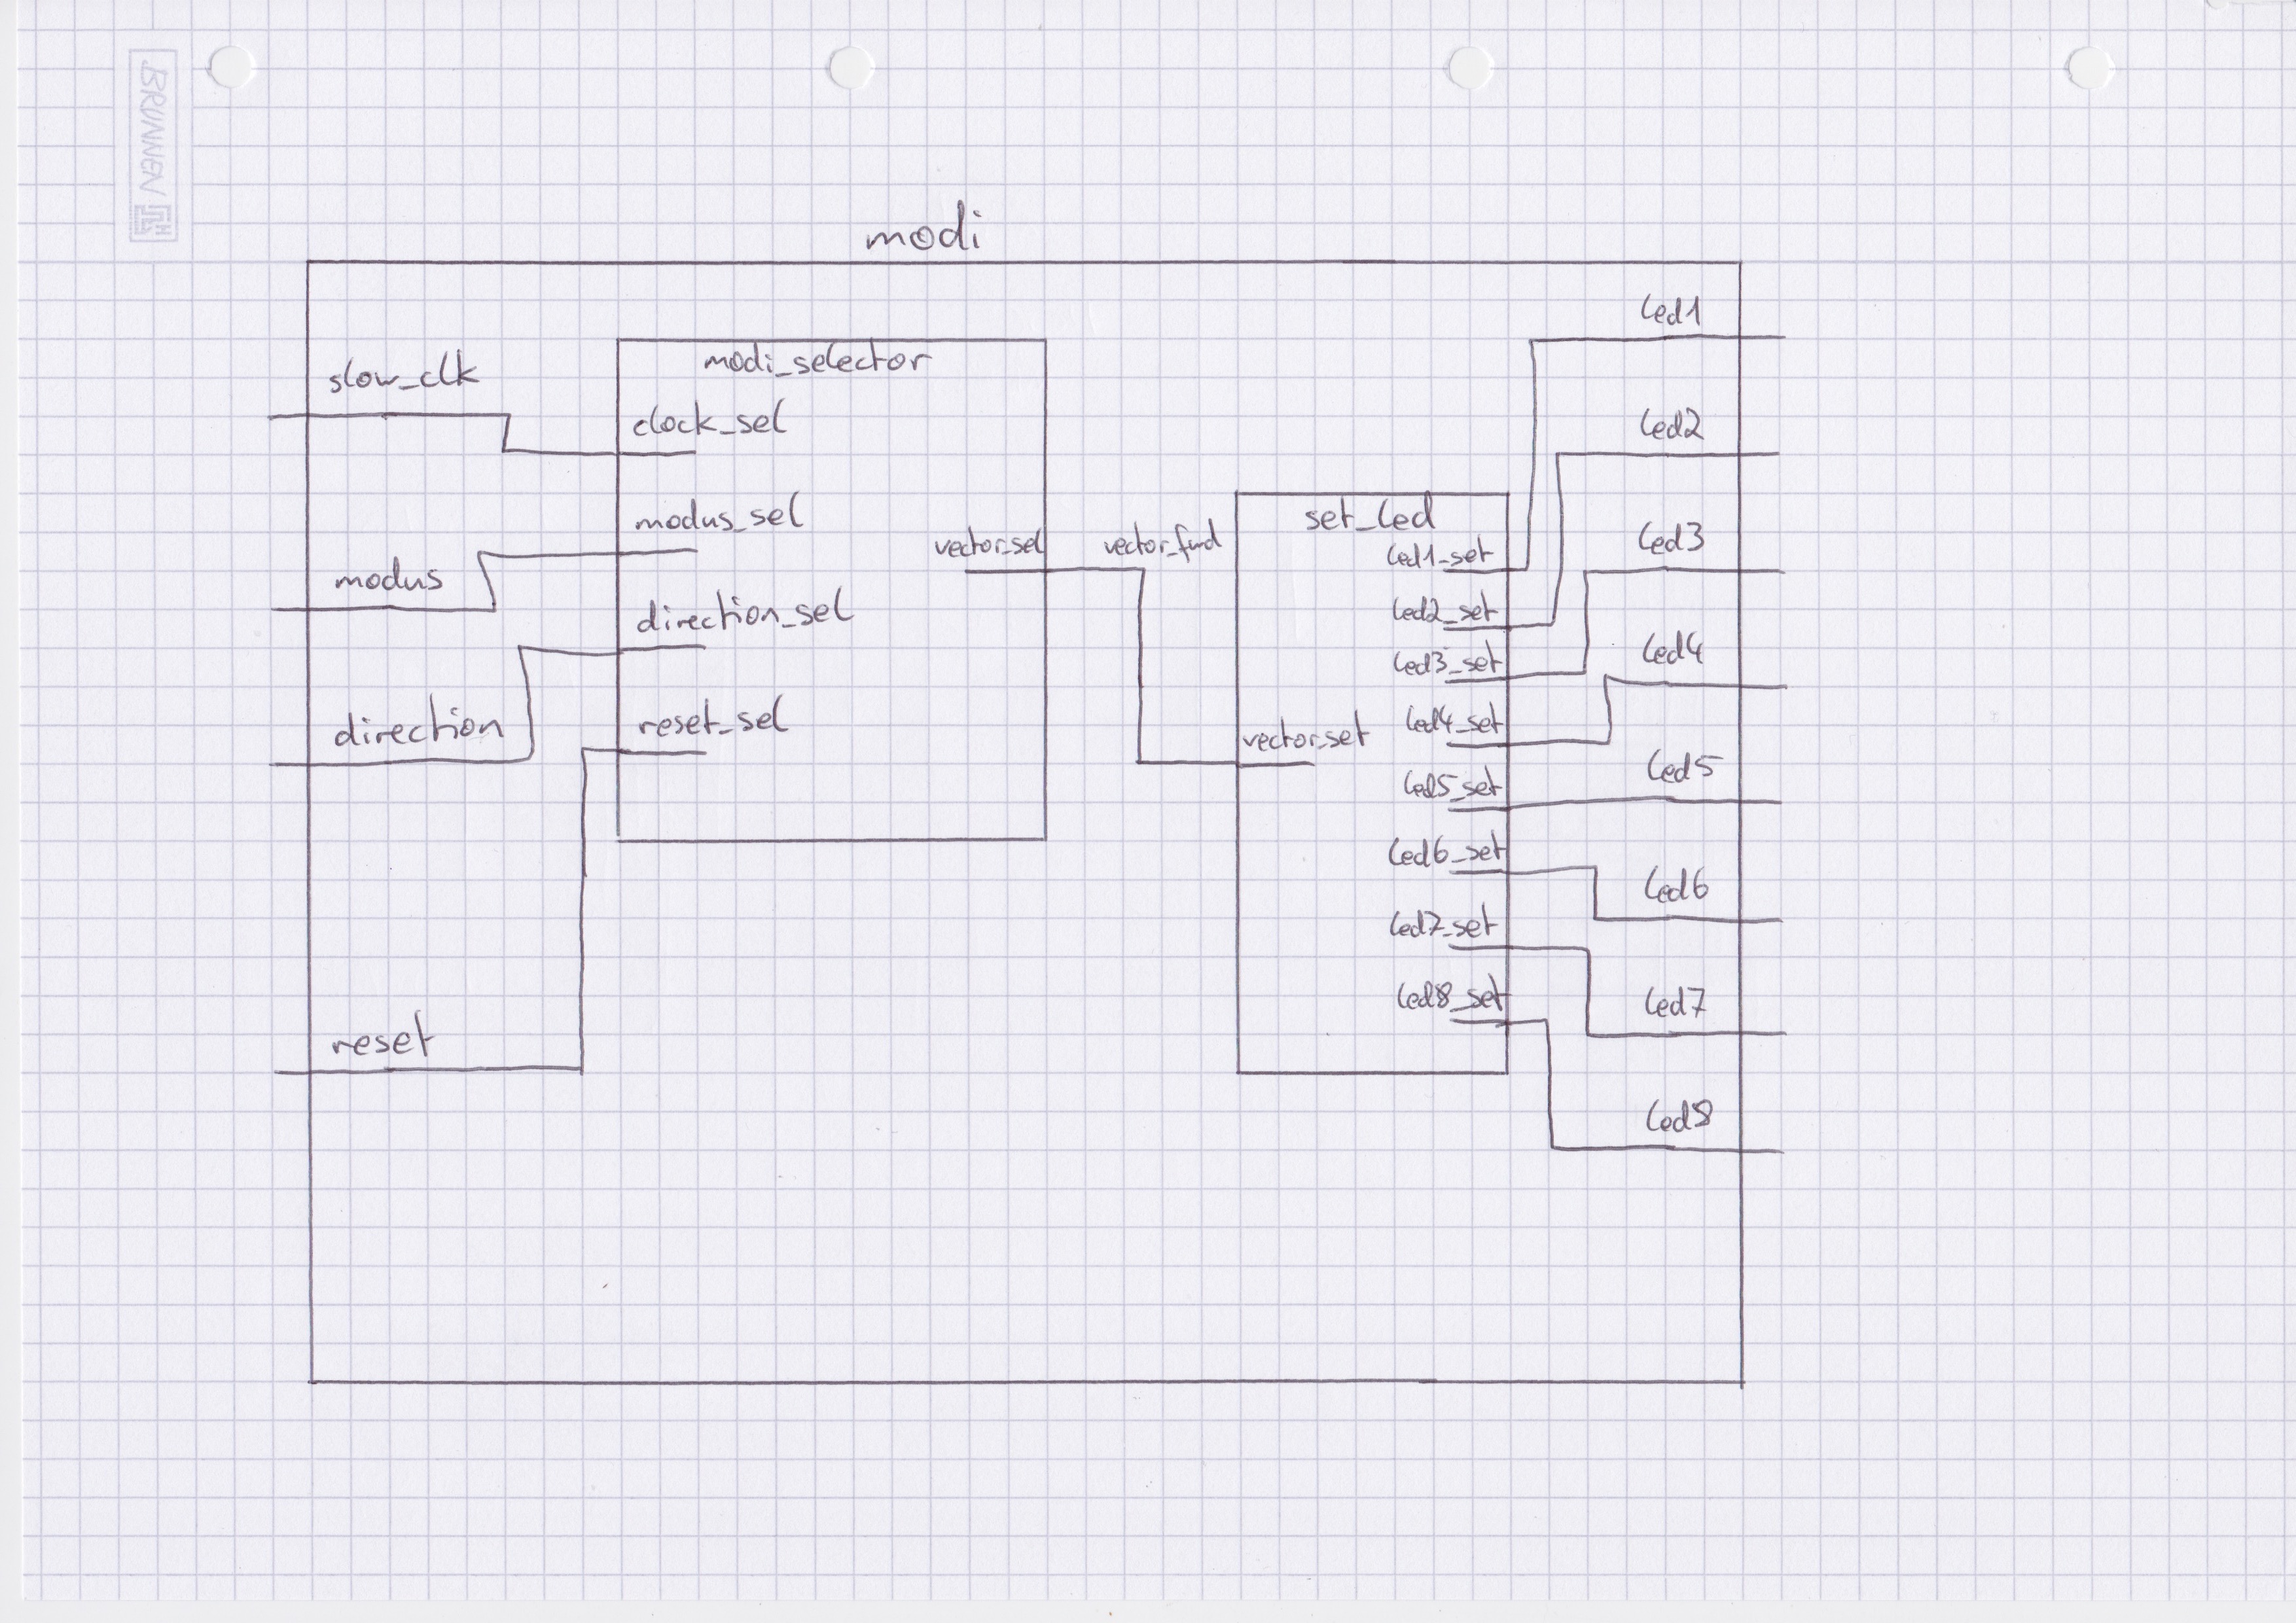 BRUNNEN
modi
slow_clk
modus
direction
reset
modi_selector
clock_sel
modus_sel
direction_sel
reset_sel
vector_sel
vector_fwd
set_led
vector_set
led1_set
led2_set
led3_set
led4_set
led5_set
led6_set
led7_set
led8_set
led1
led2
led3
led4
led5
led6
led7
led8